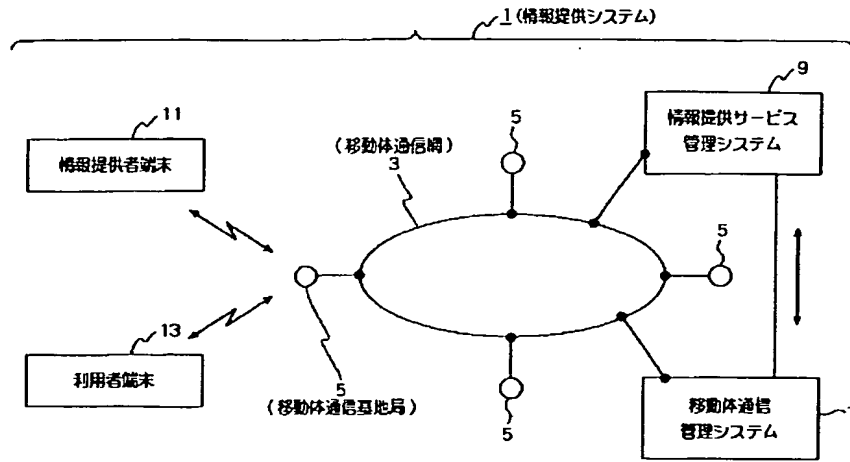 1(情報提供システム)
9
11
5
情報提供サービス
管理システム
情報提供者端末
(移動体通信網)
3
5
13
利用者端末
5
(移動体通信基地局)
5
移動体通信
管理システム